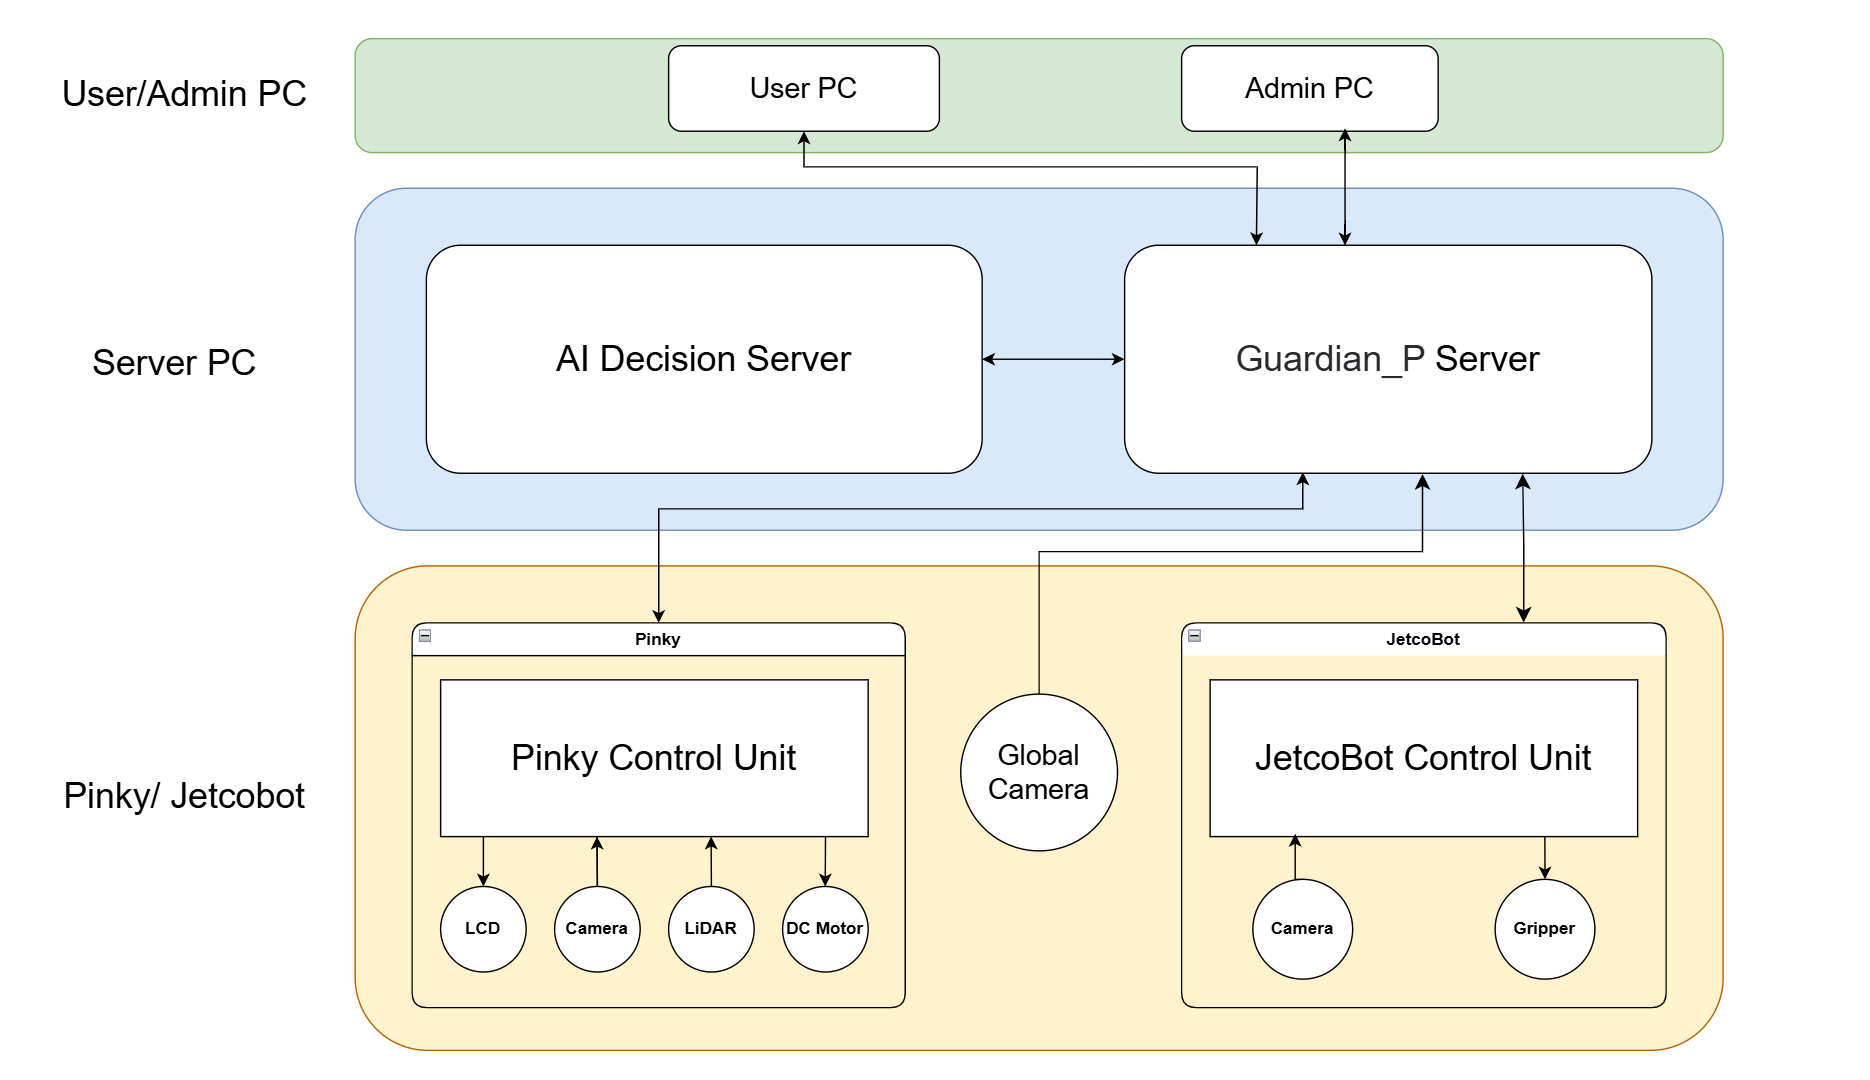 User/Admin PC
User PC
Admin PC
Server PC
AI Decision Server
Guardian_P Server
Pinky/ Jetcobot
Pinky
Pinky Control Unit
LCD
Camera
LiDAR
DC Motor
Global
Camera
JetcoBot
JetcoBot Control Unit
Camera
Gripper